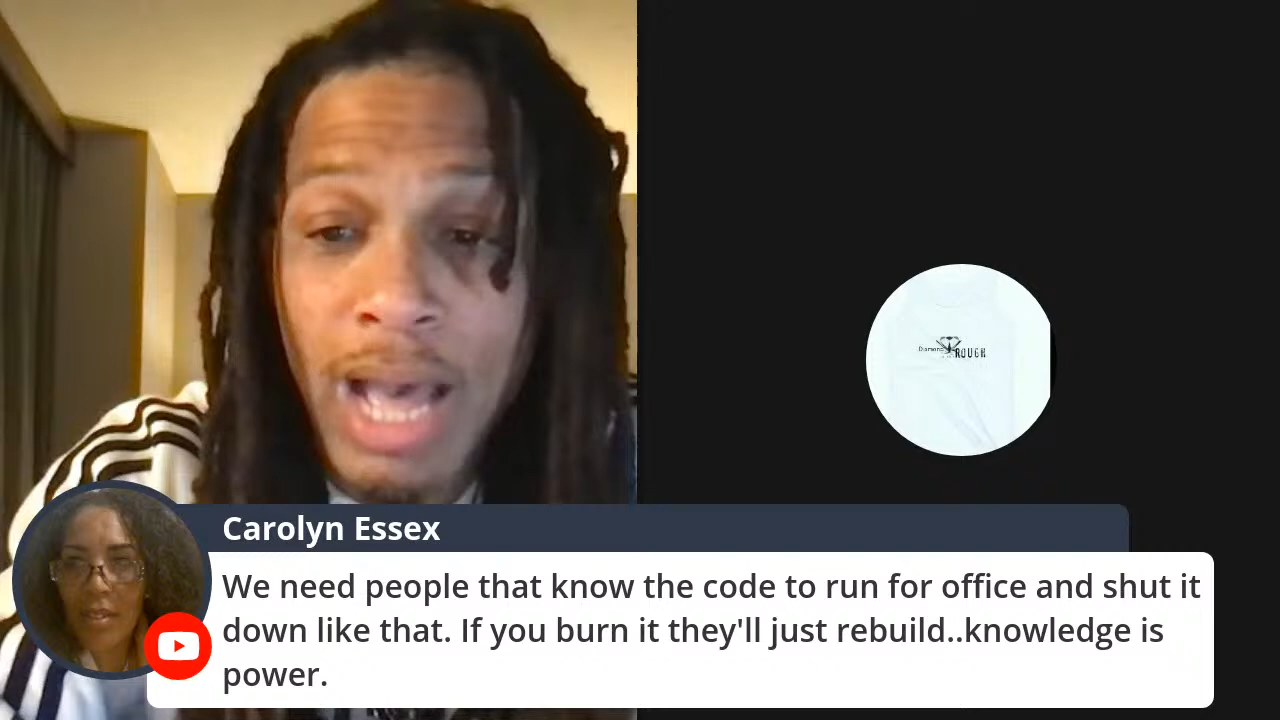 Diamond
ROUGH
Carolyn Essex
We need people that know the code to run for office and shut it
down like that. If you burn it they'll just rebuild..knowledge is
power.